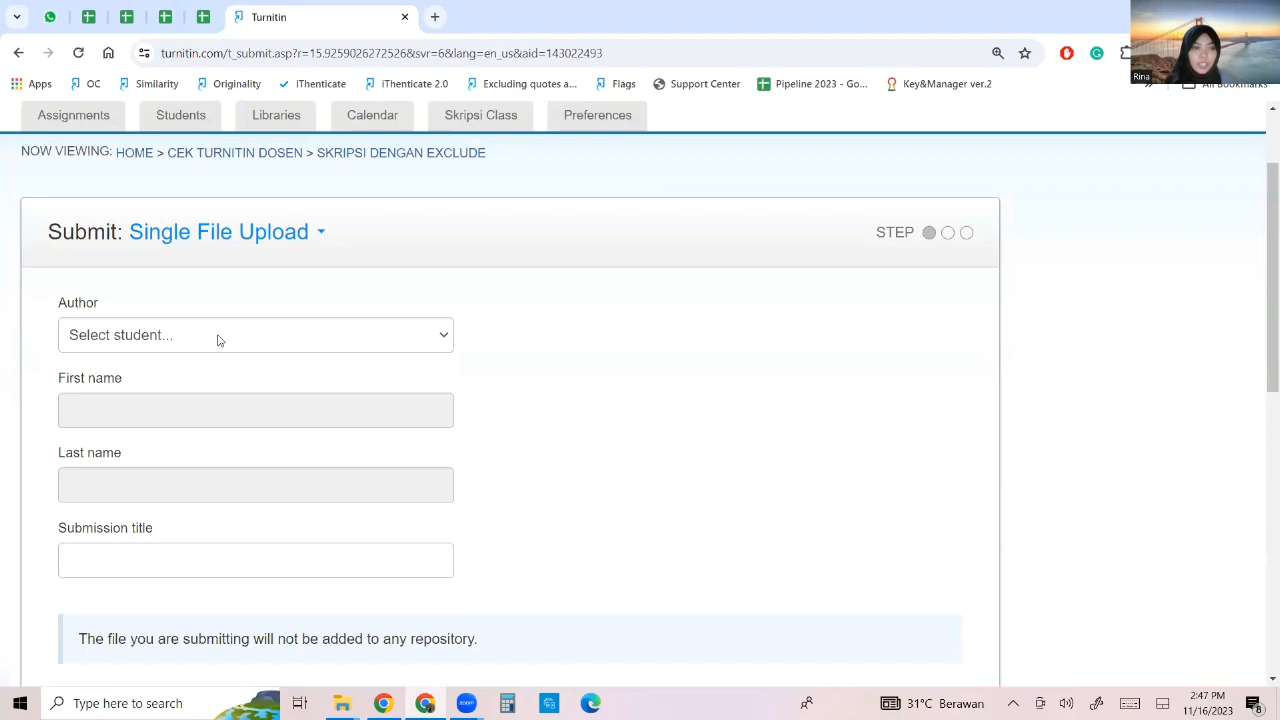 Turnitin
turnitin.com/t_submit.asp?r=15.9259026272526&svr=6&lang=en_us&aid=143022493
Rina
Apps OC Similarity Originality iThenticate iThenticate 2.0 Excluding quotes a... Flags Support Center Pipeline 2023 - Go... Key&Manager ver.2 » All Bookmarks
Assignments Students Libraries Calendar Skripsi Class Preferences
NOW VIEWING: HOME > CEK TURNITIN DOSEN > SKRIPSI DENGAN EXCLUDE
Submit: Single File Upload STEP
Author
Select student...
First name
Last name
Submission title
The file you are submitting will not be added to any repository.
Type here to search zoom 31°C Berawan 2:47 PM
11/16/2023 8